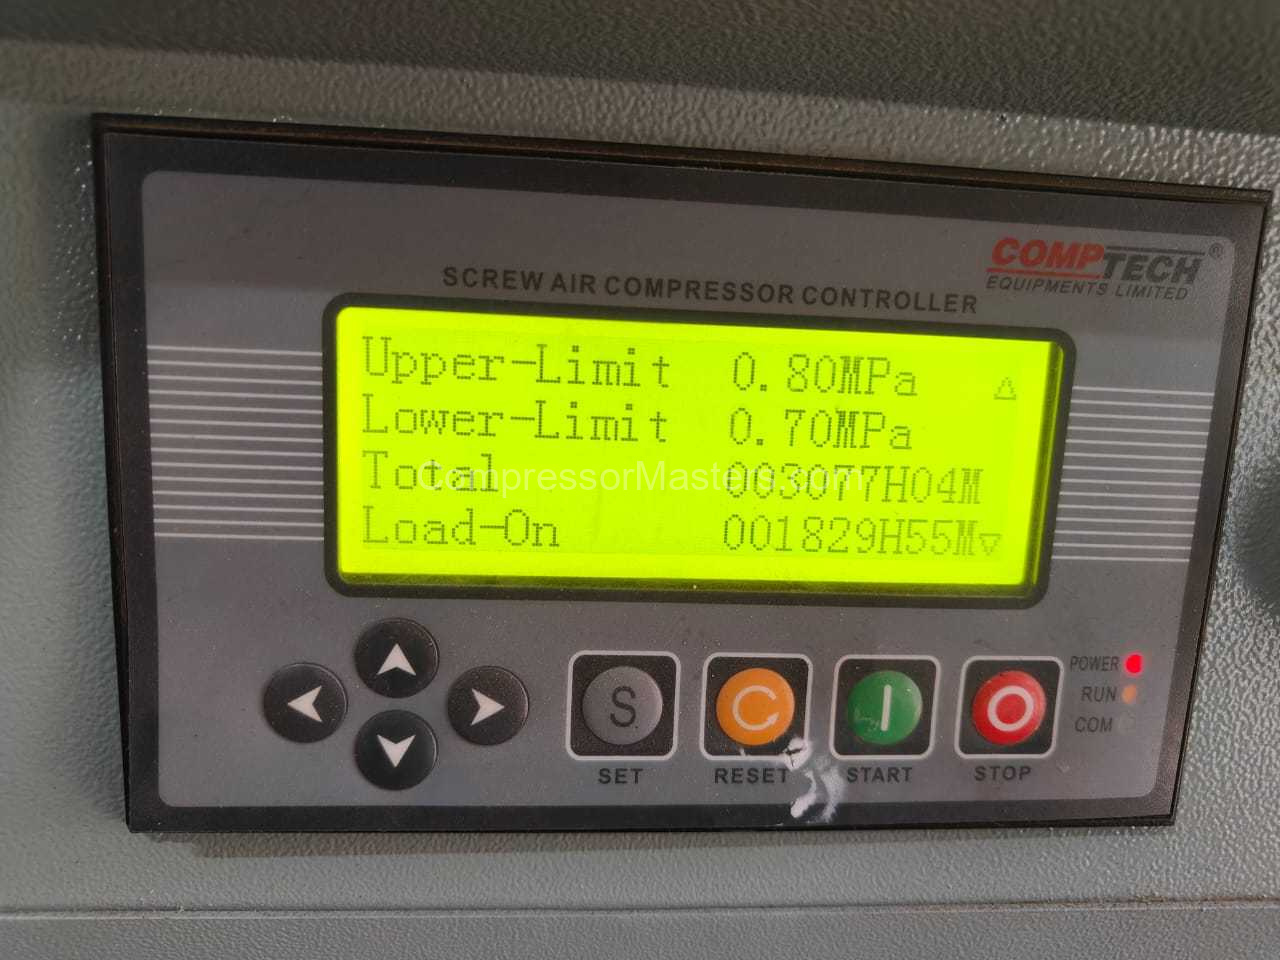 COMPTECH®
EQUIPMENTS LIMITED
SCREW AIR COMPRESSOR CONTROLLER
Upper-Limit 0.80MPa △
Lower-Limit 0.70MPa
Total 003077H04M
CompressorMasters.com
Load-On 001829H55M▽
POWER
RUN
COM
S
SET
RESET
START
STOP